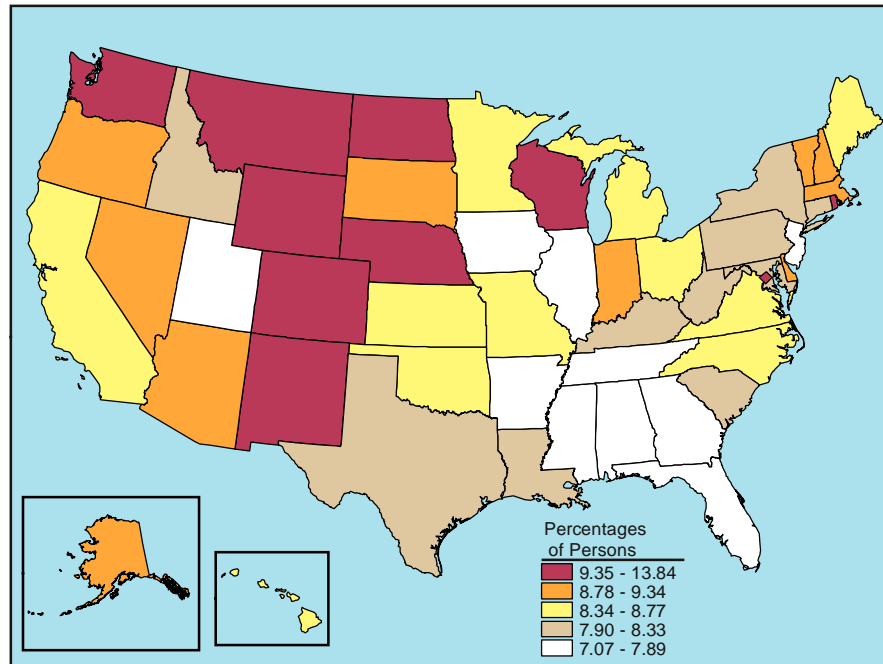 Percentages
of Persons
9.35 - 13.84
8.78 - 9.34
8.34 - 8.77
7.90 - 8.33
7.07 - 7.89